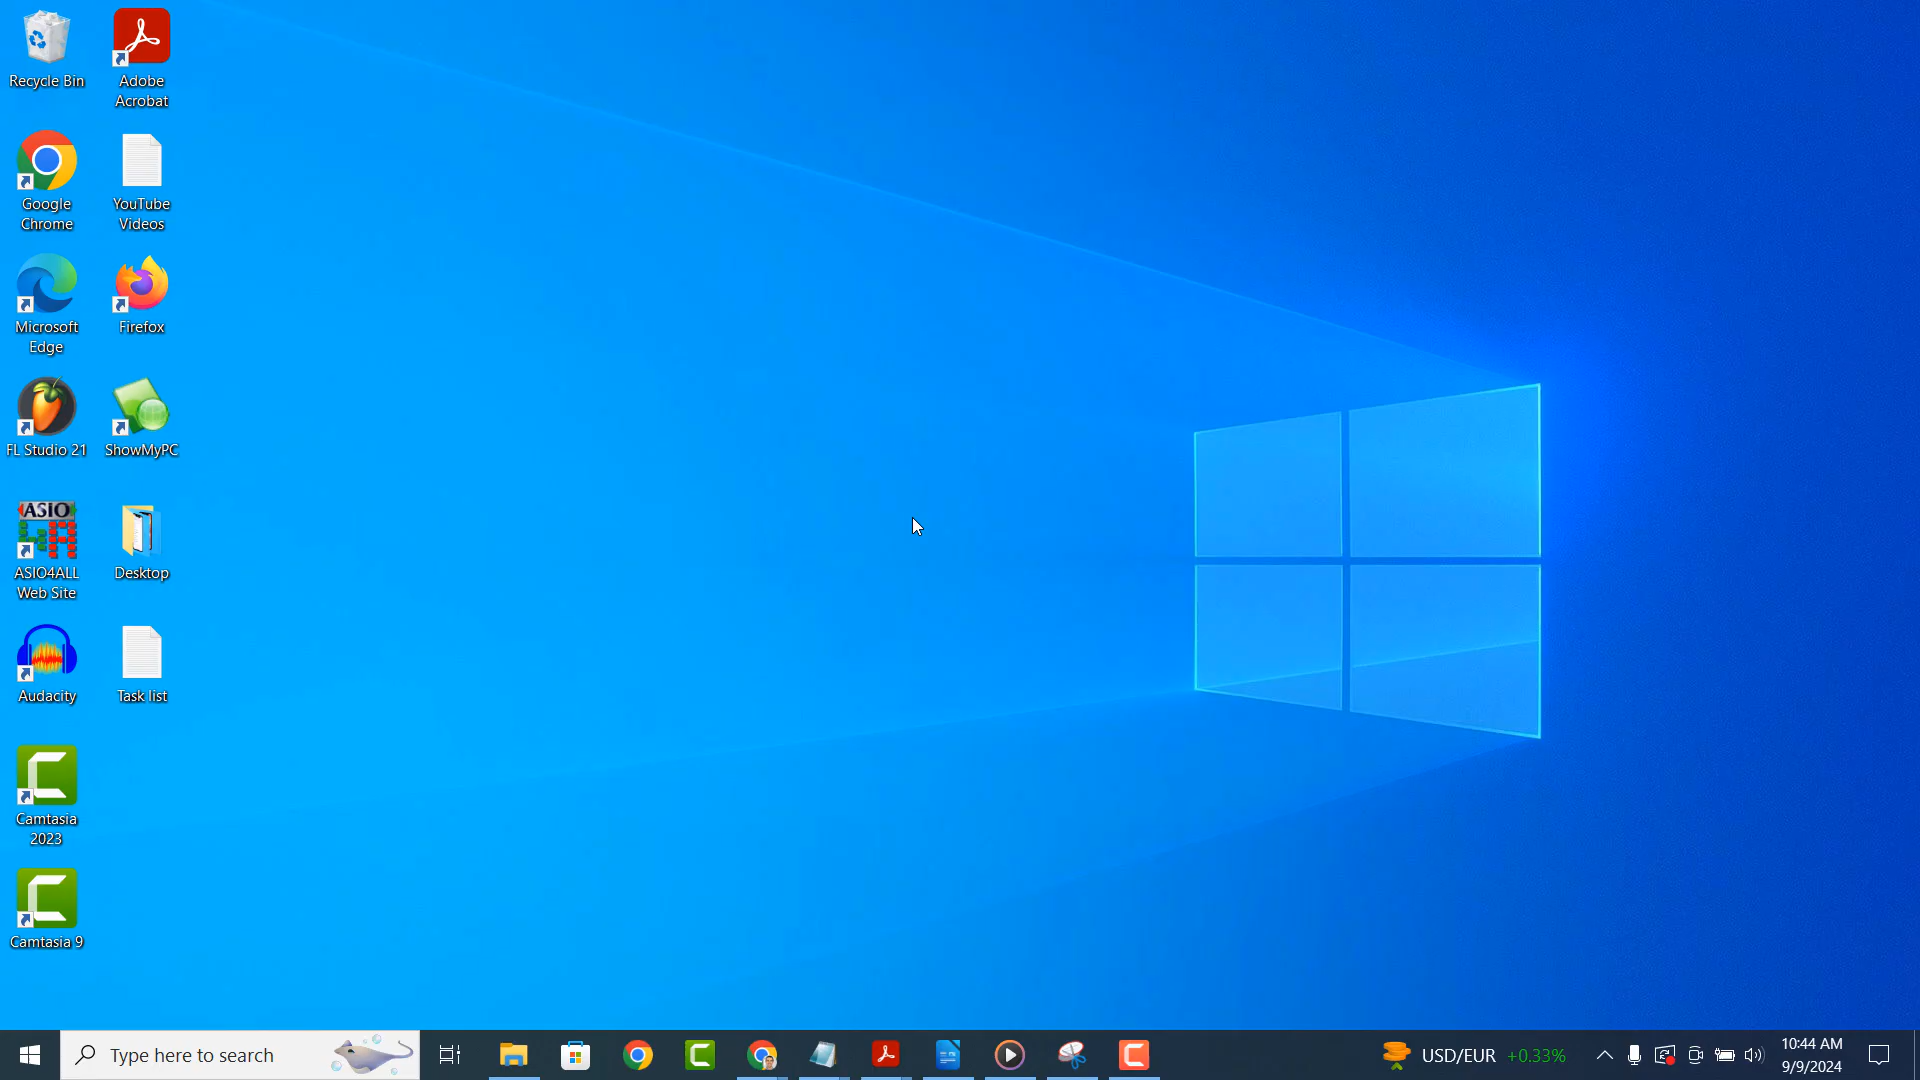 Recycle Bin
Adobe
Acrobat
Google
Chrome
YouTube
Videos
Microsoft
Edge
Firefox
FL Studio 21
ShowMyPC
ASIO
ASIO4ALL
Web Site
Desktop
Audacity
Task list
Camtasia
2023
Camtasia 9
Type here to search
USD/EUR +0.33%
10:44 AM
9/9/2024